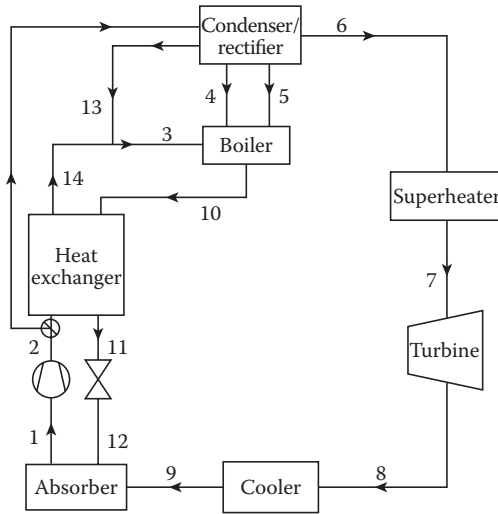 Condenser/
rectifier
6
4
5
13
3
Boiler
14
10
Superheater
Heat
exchanger
7
2
11
Turbine
1
12
9
8
Absorber
Cooler